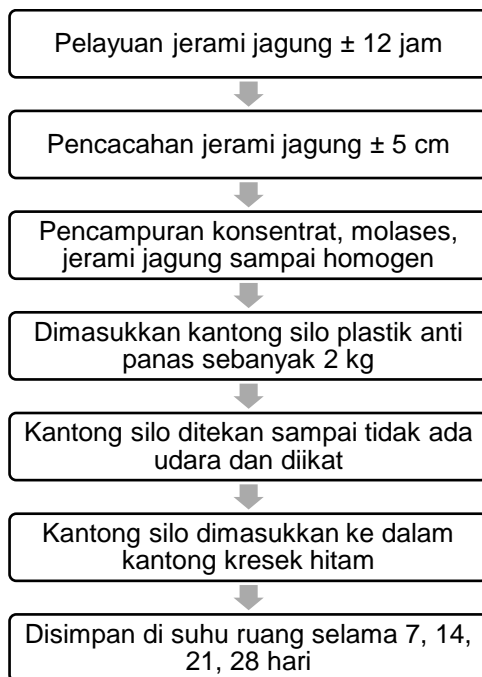 Pelayuan jerami jagung ± 12 jam
Pencacahan jerami jagung ± 5 cm
Pencampuran konsentrat, molases,
jerami jagung sampai homogen
Dimasukkan kantong silo plastik anti
panas sebanyak 2 kg
Kantong silo ditekan sampai tidak ada
udara dan diikat
Kantong silo dimasukkan ke dalam
kantong kresek hitam
Disimpan di suhu ruang selama 7, 14,
21, 28 hari